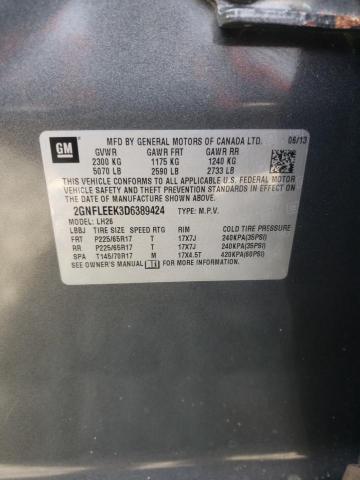 GM
MFD BY GENERAL MOTORS OF CANADA LTD. 06/13
GVWR GAWR FRT GAWR RR
2300 KG 1175 KG 1240 KG
5070 LB 2590 LB 2733 LB
THIS VEHICLE CONFORMS TO ALL APPLICABLE U.S. FEDERAL MOTOR
VEHICLE SAFETY AND THEFT PREVENTION STANDARDS IN EFFECT ON
THE DATE OF MANUFACTURE SHOWN ABOVE.
2GNFLEEK3D6389424 TYPE: M.P.V.
MODEL: LH26
LBBJ TIRE SIZE SPEED RTG RIM COLD TIRE PRESSURE
FRT P225/65R17 T 17X7J 240KPA(35PSI)
RR P225/65R17 T 17X7J 240KPA(35PSI)
SPA T145/70R17 M 17X4.5T 420KPA(60PSI)
SEE OWNER'S MANUAL FOR MORE INFORMATION.